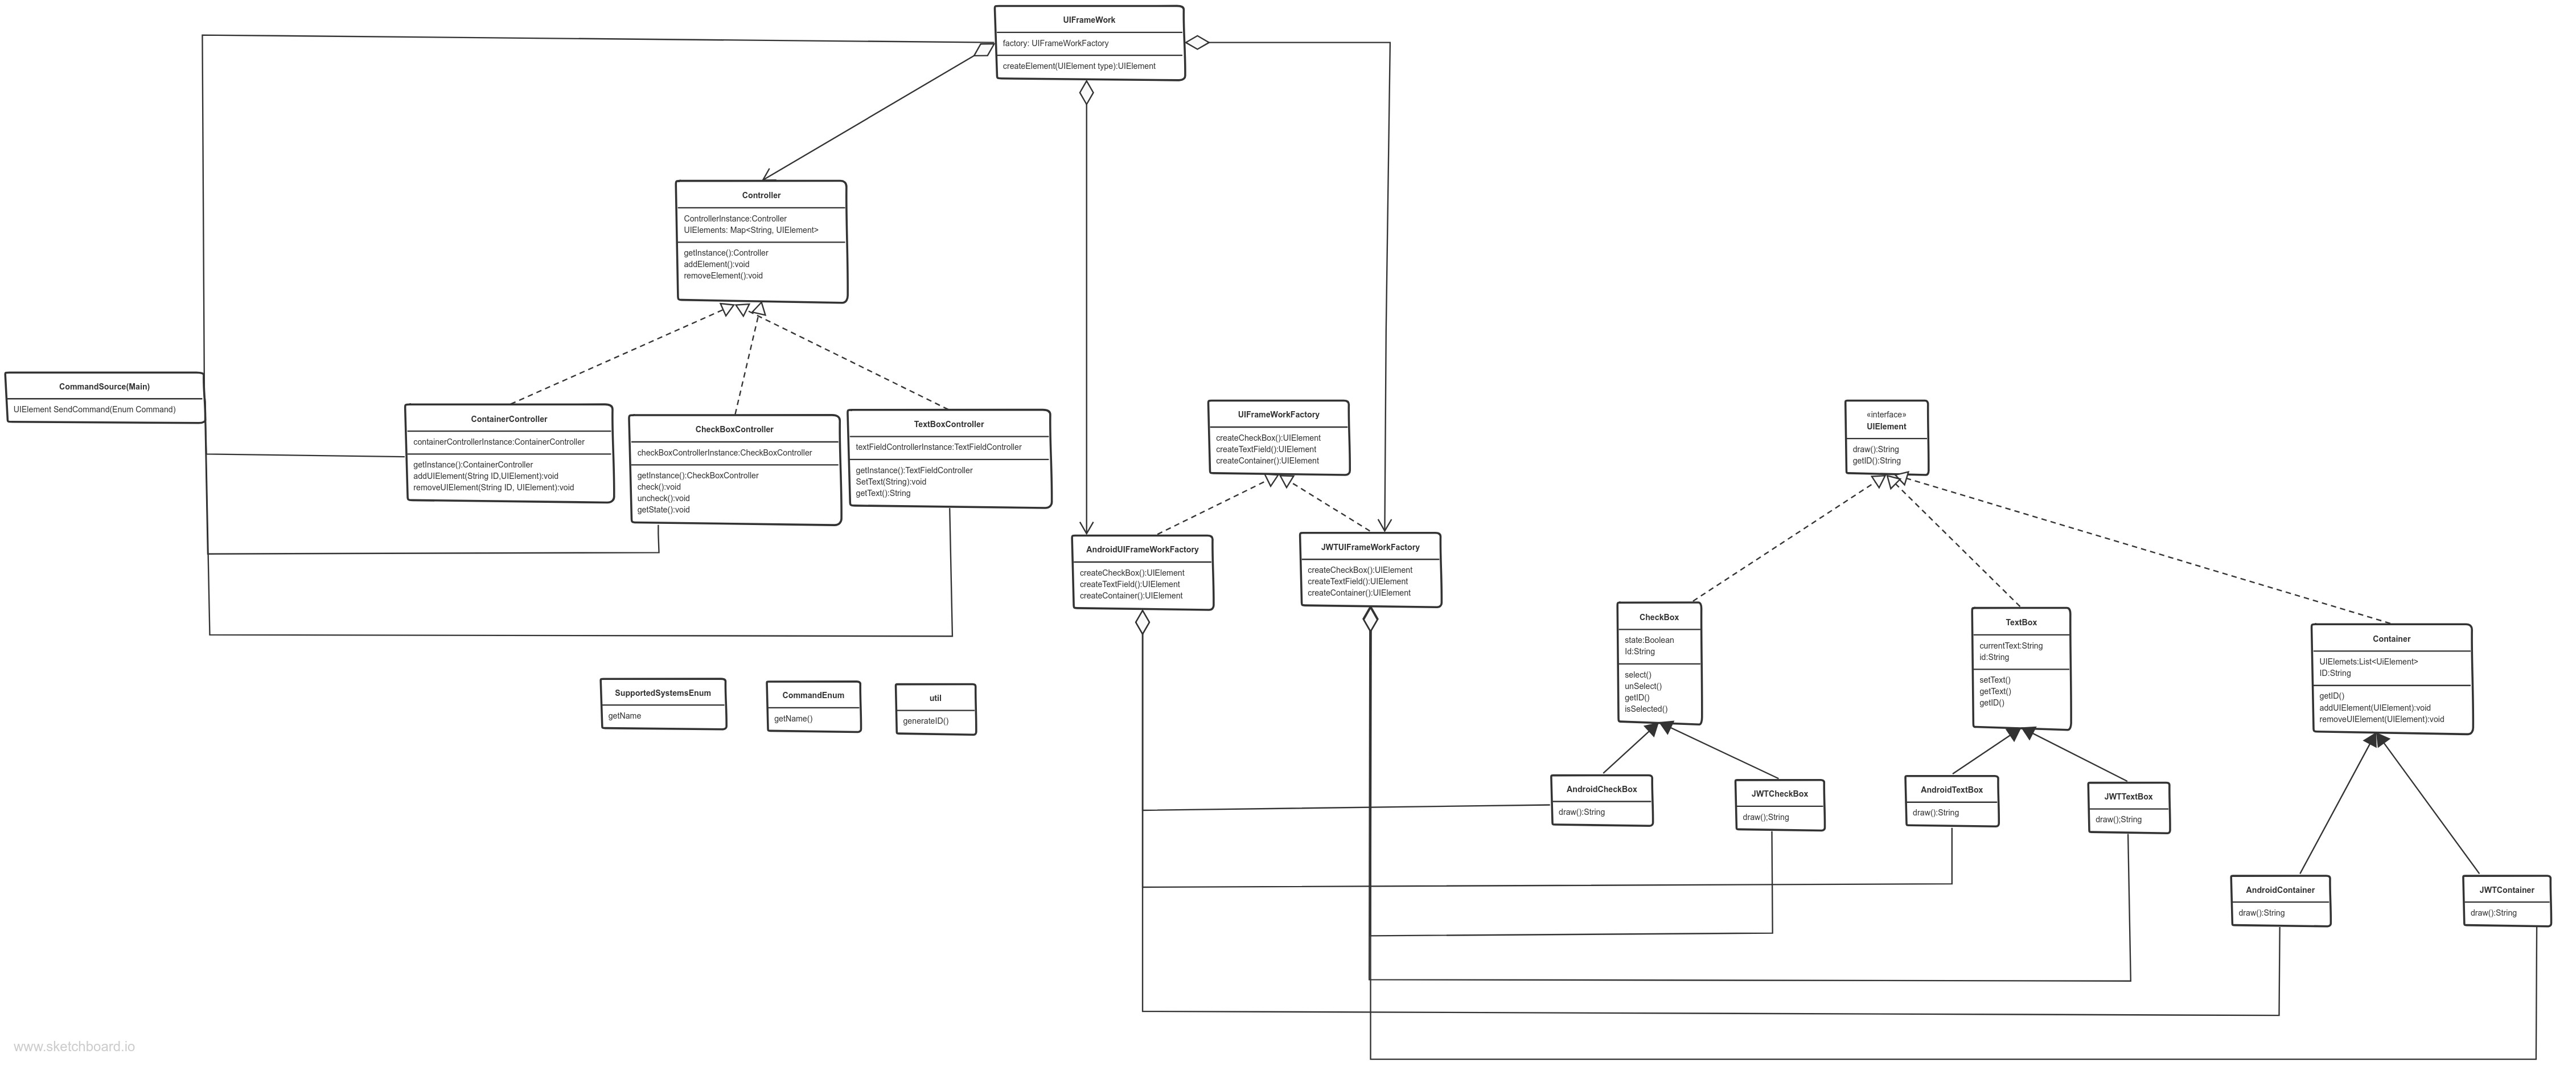 UIFrameWork
factory: UIFrameWorkFactory
createElement(UIElement type):UIElement
Controller
ControllerInstance:Controller
UIElements: Map<String, UIElement>
getInstance():Controller
addElement():void
removeElement():void
CommandSource(Main)
UIElement SendCommand(Enum Command)
ContainerController
containerControllerInstance:ContainerController
getInstance():ContainerController
addUIElement(String ID,UIElement):void
removeUIElement(String ID, UIElement):void
CheckBoxController
checkBoxControllerInstance:CheckBoxController
getInstance():CheckBoxController
check():void
uncheck():void
getState():void
TextBoxController
textFieldControllerInstance:TextFieldController
getInstance():TextFieldController
SetText(String):void
getText():String
UIFrameWorkFactory
createCheckBox():UIElement
createTextField():UIElement
createContainer():UIElement
«interface»
UIElement
draw():String
getID():String
AndroidUIFrameWorkFactory
createCheckBox():UIElement
createTextField():UIElement
createContainer():UIElement
JWTUIFrameWorkFactory
createCheckBox():UIElement
createTextField():UIElement
createContainer():UIElement
CheckBox
state:Boolean
Id:String
select()
unSelect()
getID()
isSelected()
TextBox
currentText:String
id:String
setText()
getText()
getID()
Container
UIElemets:List<UiElement>
ID:String
getID()
addUIElement(UIElement):void
removeUIElement(UIElement):void
SupportedSystemsEnum
getName
CommandEnum
getName()
util
generateID()
AndroidCheckBox
draw():String
JWTCheckBox
draw();String
AndroidTextBox
draw():String
JWTTextBox
draw();String
AndroidContainer
draw():String
JWTContainer
draw():String
www.sketchboard.io